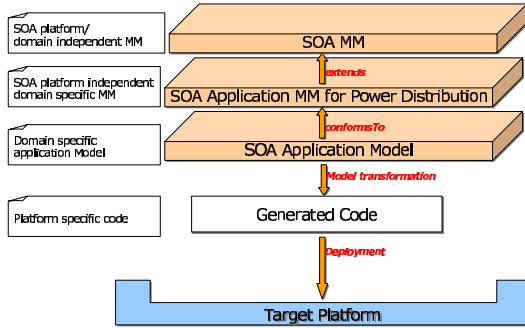 SOA platform/
domain independent MM
SOA MM
extends
SOA platform independent
domain specific MM
SOA Application MM for Power Distribution
conformsTo
Domain specific
application Model
SOA Application Model
Model transformation
Platform specific code
Generated Code
Deployment
Target Platform